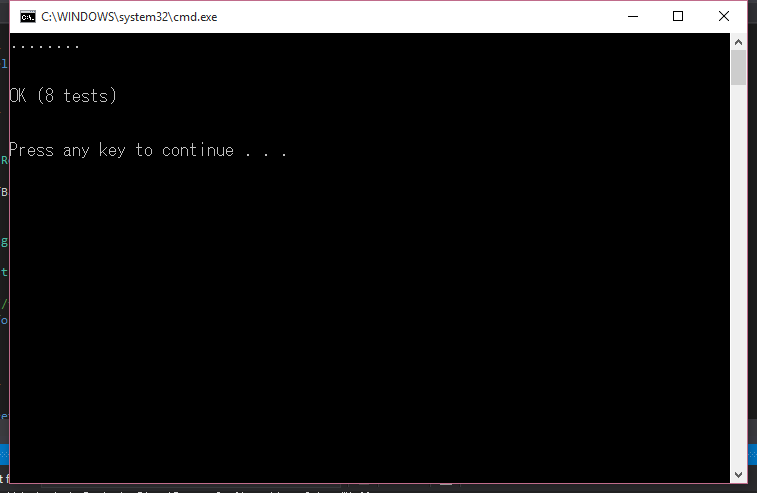 C:\WINDOWS\system32\cmd.exe
........
OK (8 tests)
Press any key to continue . . .